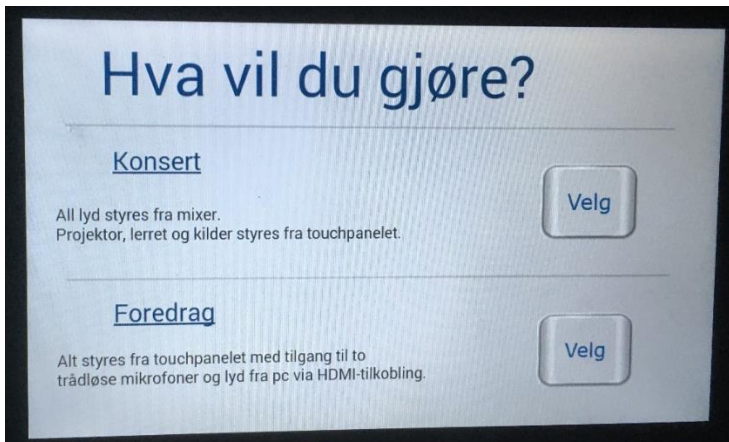 Hva vil du gjøre?
Konsert
All lyd styres fra mixer.
Projektor, lerret og kilder styres fra touchpanelet.
Velg
Foredrag
Alt styres fra touchpanelet med tilgang til to
trådløse mikrofoner og lyd fra pc via HDMI-tilkobling.
Velg